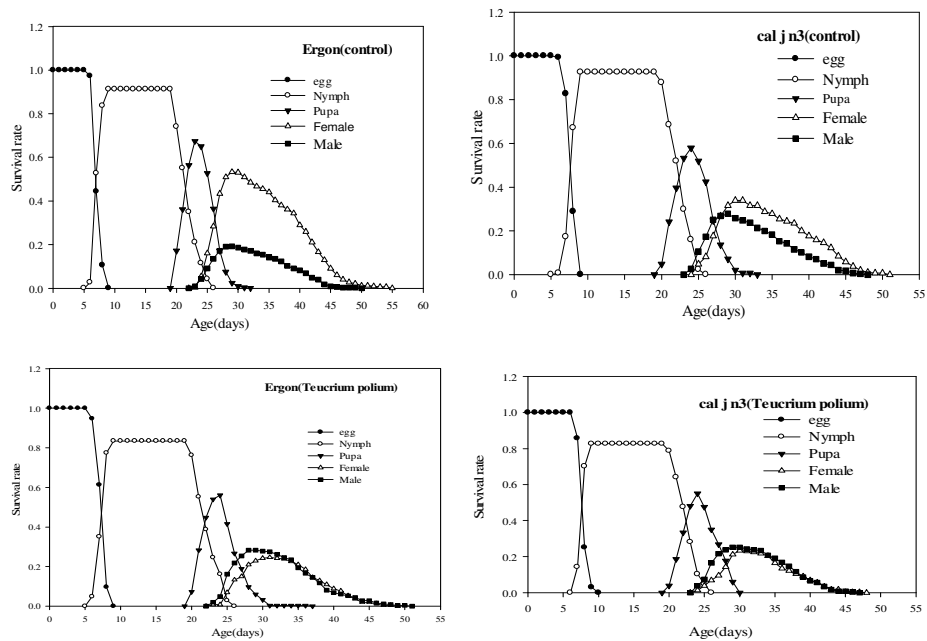 Ergon(control)
egg
Nymph
Pupa
Female
Male
Survival rate
1.2
1.0
0.8
0.6
0.4
0.2
0.0
0 5 10 15 20 25 30 35 40 45 50 55 60
Age(days)
cal j n3(control)
egg
Nymph
Pupa
Female
Male
Survival rate
1.2
1.0
0.8
0.6
0.4
0.2
0.0
0 5 10 15 20 25 30 35 40 45 50 55
Age(days)
Ergon(Teucrium polium)
egg
Nymph
Pupa
Female
Male
Survival rate
1.2
1.0
0.8
0.6
0.4
0.2
0.0
0 5 10 15 20 25 30 35 40 45 50 55
Age(days)
cal j n3(Teucrium polium)
egg
Nymph
Pupa
Female
Male
Survival rate
1.2
1.0
0.8
0.6
0.4
0.2
0.0
0 5 10 15 20 25 30 35 40 45 50 55
Age(days)